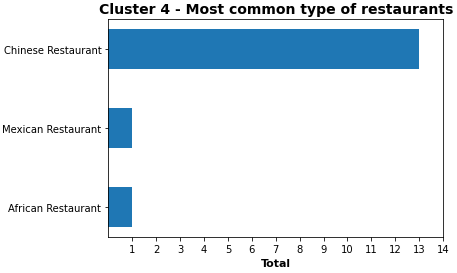 Cluster 4 - Most common type of restaurants
Chinese Restaurant
Mexican Restaurant
African Restaurant
1 2 3 4 5 6 7 8 9 10 11 12 13 14
Total